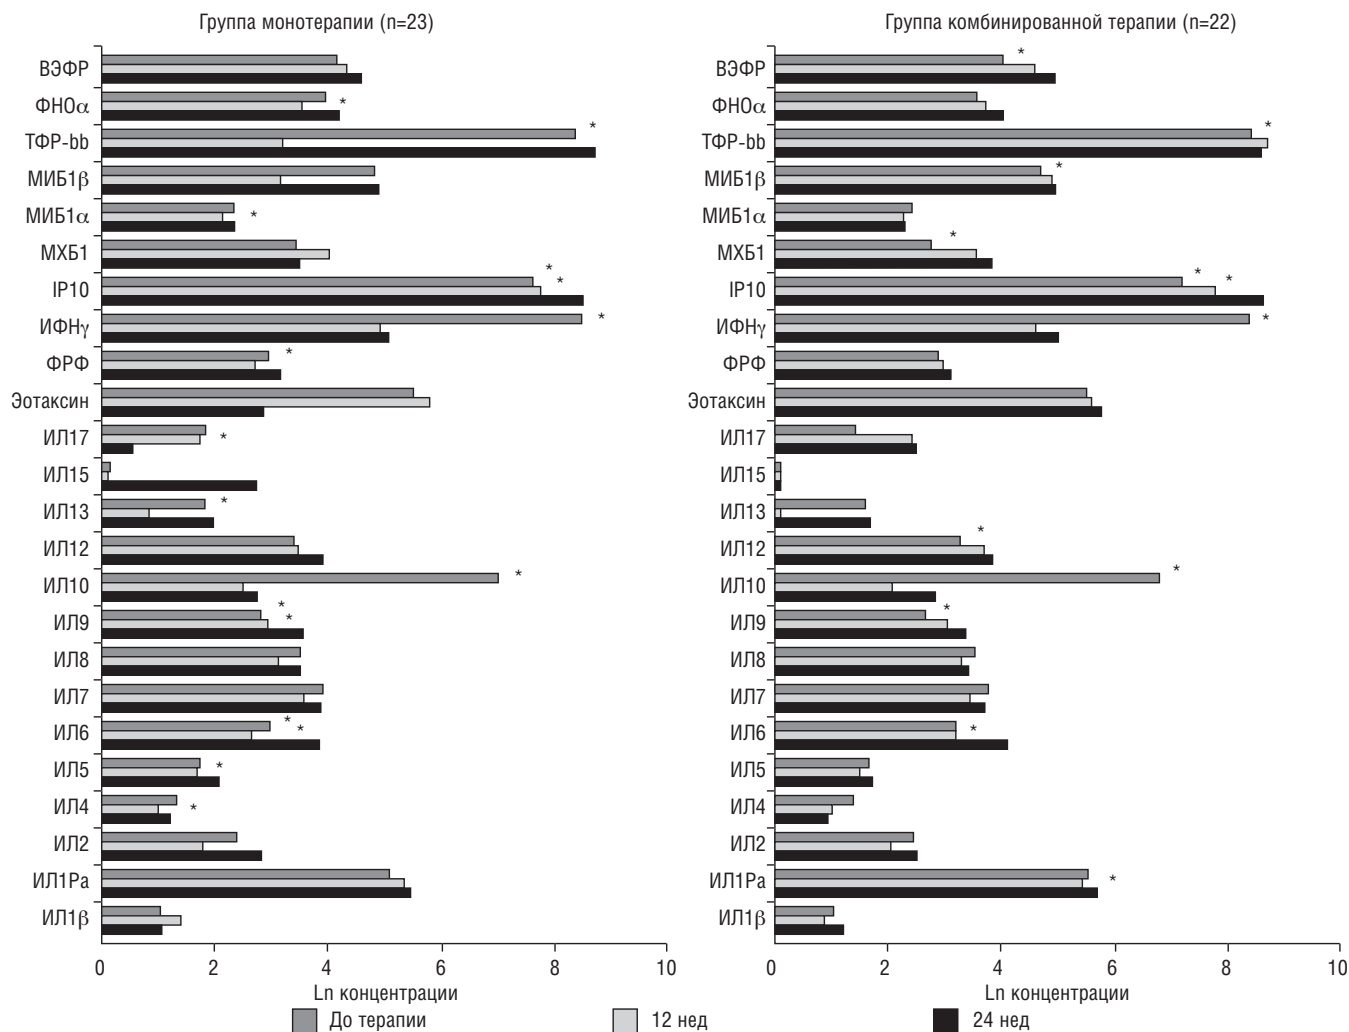 Группа монотерапии (n=23)
ВЭФР
*
ФНОα
*
ТФР-bb
МИБ1β
МИБ1α
*
МХБ1
*
*
IP10
ИФНγ
*
*
ФРФ
Эотаксин
ИЛ17
*
ИЛ15
*
ИЛ13
ИЛ12
*
ИЛ10
*
*
ИЛ9
ИЛ8
ИЛ7
*
*
ИЛ6
*
ИЛ5
ИЛ4
*
ИЛ2
ИЛ1Ра
ИЛ1β
0 2 4 6 8 10
Ln концентрации
Группа комбинированной терапии (n=22)
*
ВЭФР
ФНОα
*
ТФР-bb
*
МИБ1β
МИБ1α
*
МХБ1
* *
IP10
*
ИФНγ
ФРФ
Эотаксин
ИЛ17
ИЛ15
ИЛ13
*
ИЛ12
*
ИЛ10
*
ИЛ9
ИЛ8
ИЛ7
ИЛ6
*
ИЛ5
ИЛ4
ИЛ2
ИЛ1Ра
*
ИЛ1β
0 2 4 6 8 10
Ln концентрации
До терапии
12 нед
24 нед